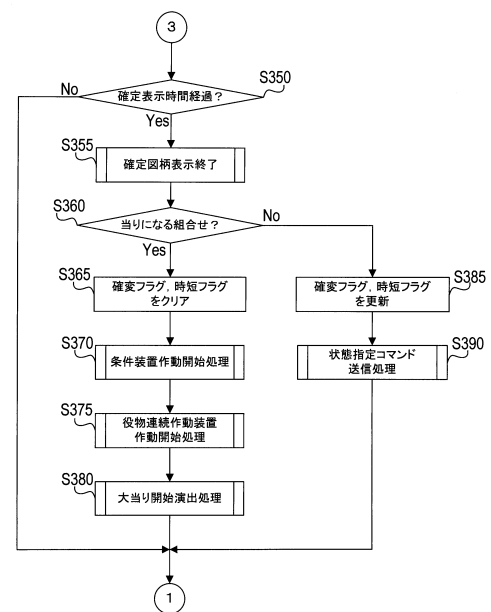 3
S350
確定表示時間経過？
No
Yes
S355
確定図柄表示終了
S360
当りになる組合せ？
No
Yes
S365
確変フラグ，時短フラグ
をクリア
S385
確変フラグ，時短フラグ
を更新
S370
条件装置作動開始処理
S390
状態指定コマンド
送信処理
S375
役物連続作動装置
作動開始処理
S380
大当り開始演出処理
1